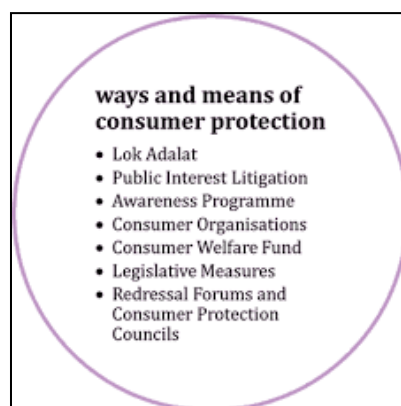 ways and means of
consumer protection
• Lok Adalat
• Public Interest Litigation
• Awareness Programme
• Consumer Organisations
• Consumer Welfare Fund
• Legislative Measures
• Redressal Forums and
Consumer Protection
Councils